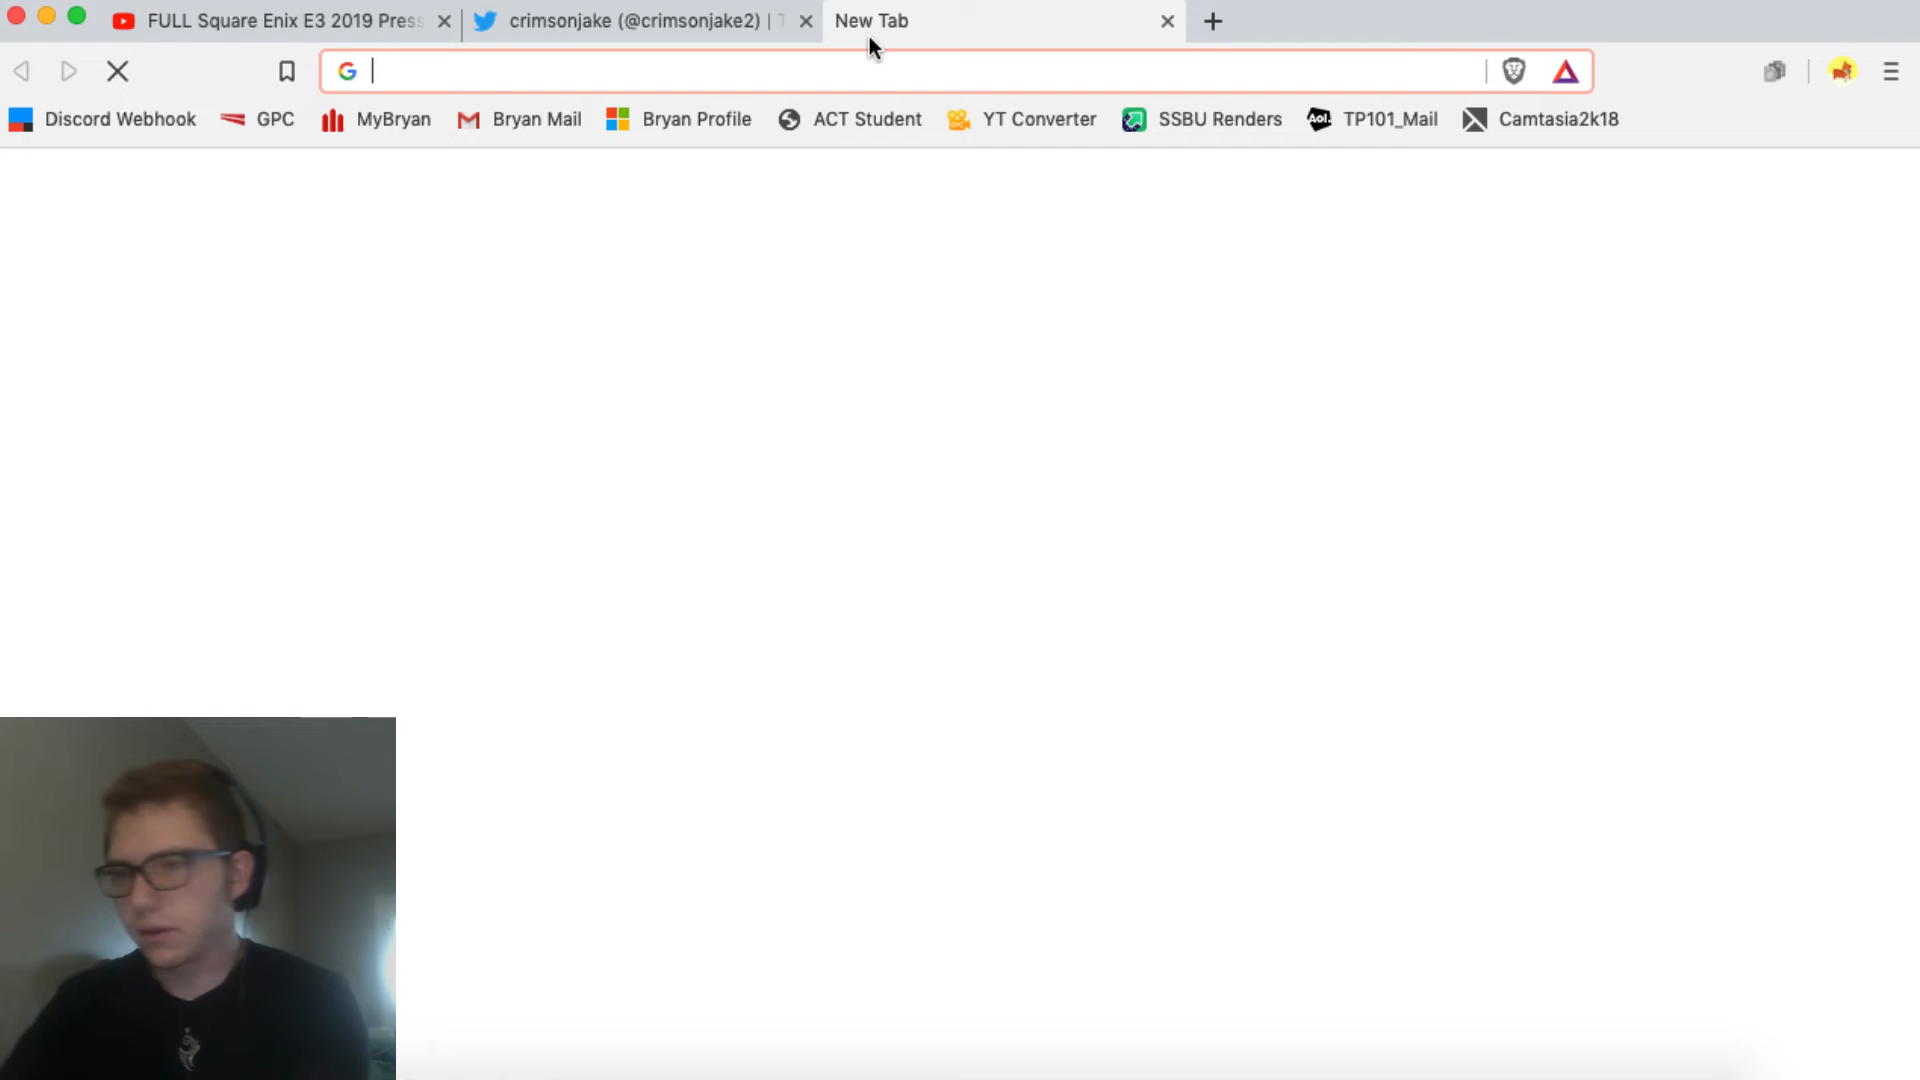 FULL Square Enix E3 2019 Press
crimsonjake (@crimsonjake2) |
New Tab
Discord Webhook
GPC
MyBryan
Bryan Mail
Bryan Profile
ACT Student
YT Converter
SSBU Renders
Aol.
TP101_Mail
Camtasia2k18